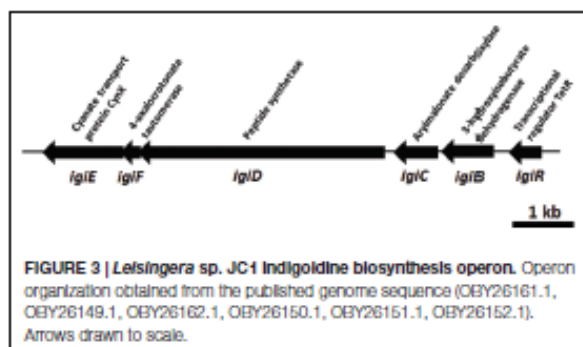 Cyanate transport
protein CynX
4-oxalocrotonate
tautomerase
Peptide synthetase
Arylmalonate decarboxylase
3-hydroxyisobutyrate
dehydrogenase
Transcriptional
regulator TetR
igiE
igiF
igiD
igiC
igiB
igiR
1 kb
FIGURE 3 | Leisingera sp. JC1 indigoidine biosynthesis operon. Operon
organization obtained from the published genome sequence (OBY26161.1,
OBY26149.1, OBY26162.1, OBY26150.1, OBY26151.1, OBY26152.1).
Arrows drawn to scale.